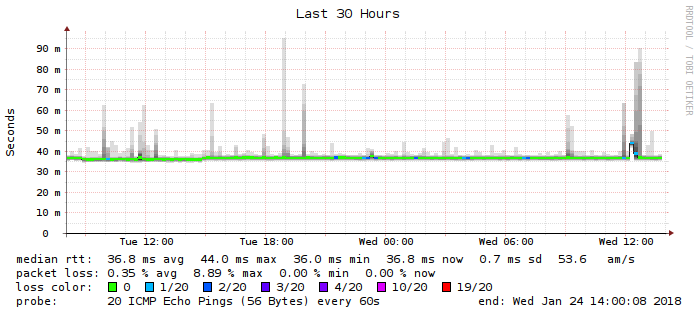 Last 30 Hours
RRDTOOL / TOBI OETIKER
Seconds
90 m
80 m
70 m
60 m
50 m
40 m
30 m
20 m
10 m
0
Tue 12:00 Tue 18:00 Wed 00:00 Wed 06:00 Wed 12:00
median rtt: 36.8 ms avg 44.0 ms max 36.0 ms min 36.8 ms now 0.7 ms sd 53.6 am/s
packet loss: 0.35 % avg 8.89 % max 0.00 % min 0.00 % now
loss color: 0 1/20 2/20 3/20 4/20 10/20 19/20
probe: 20 ICMP Echo Pings (56 Bytes) every 60s end: Wed Jan 24 14:00:08 2018